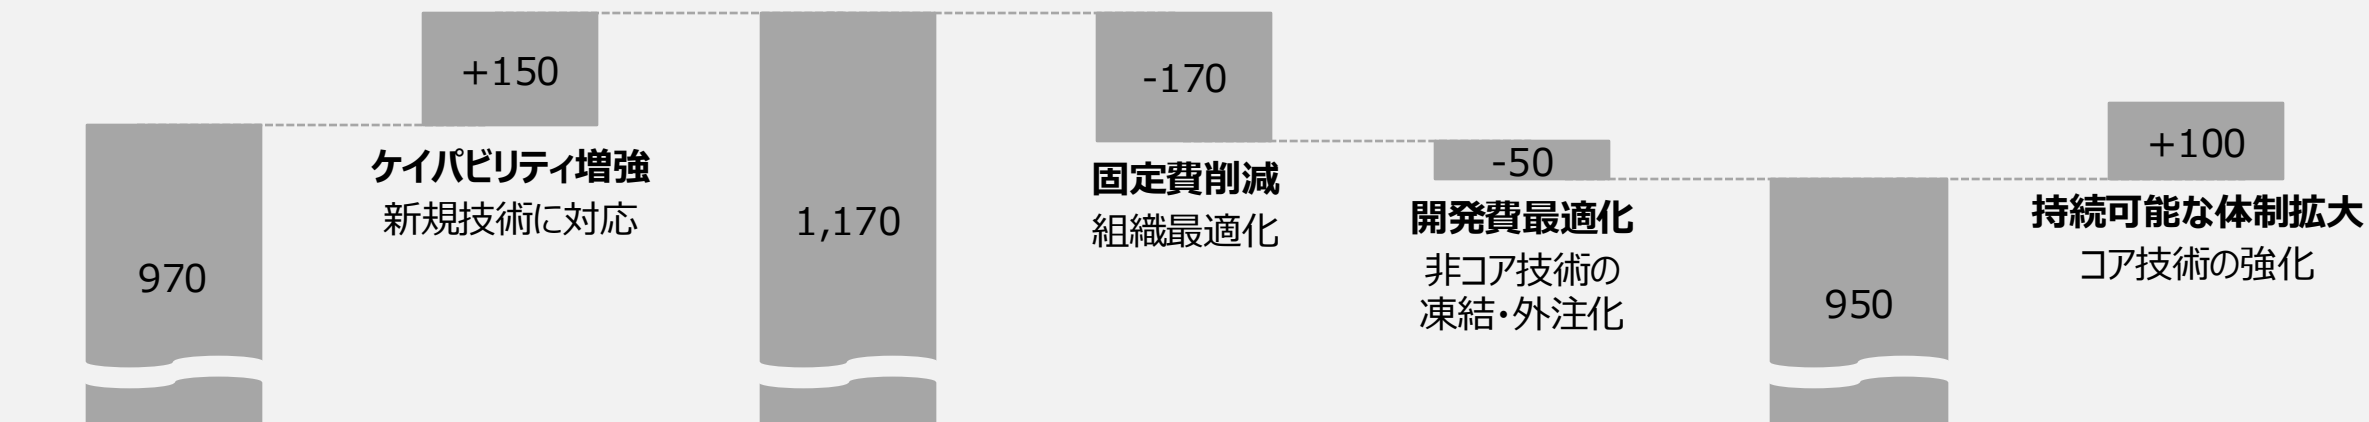 970
+150
ケイパビリティ増強
新規技術に対応
1,170
-170
固定費削減
組織最適化
-50
開発費最適化
非コア技術の
凍結・外注化
950
+100
持続可能な体制拡大
コア技術の強化